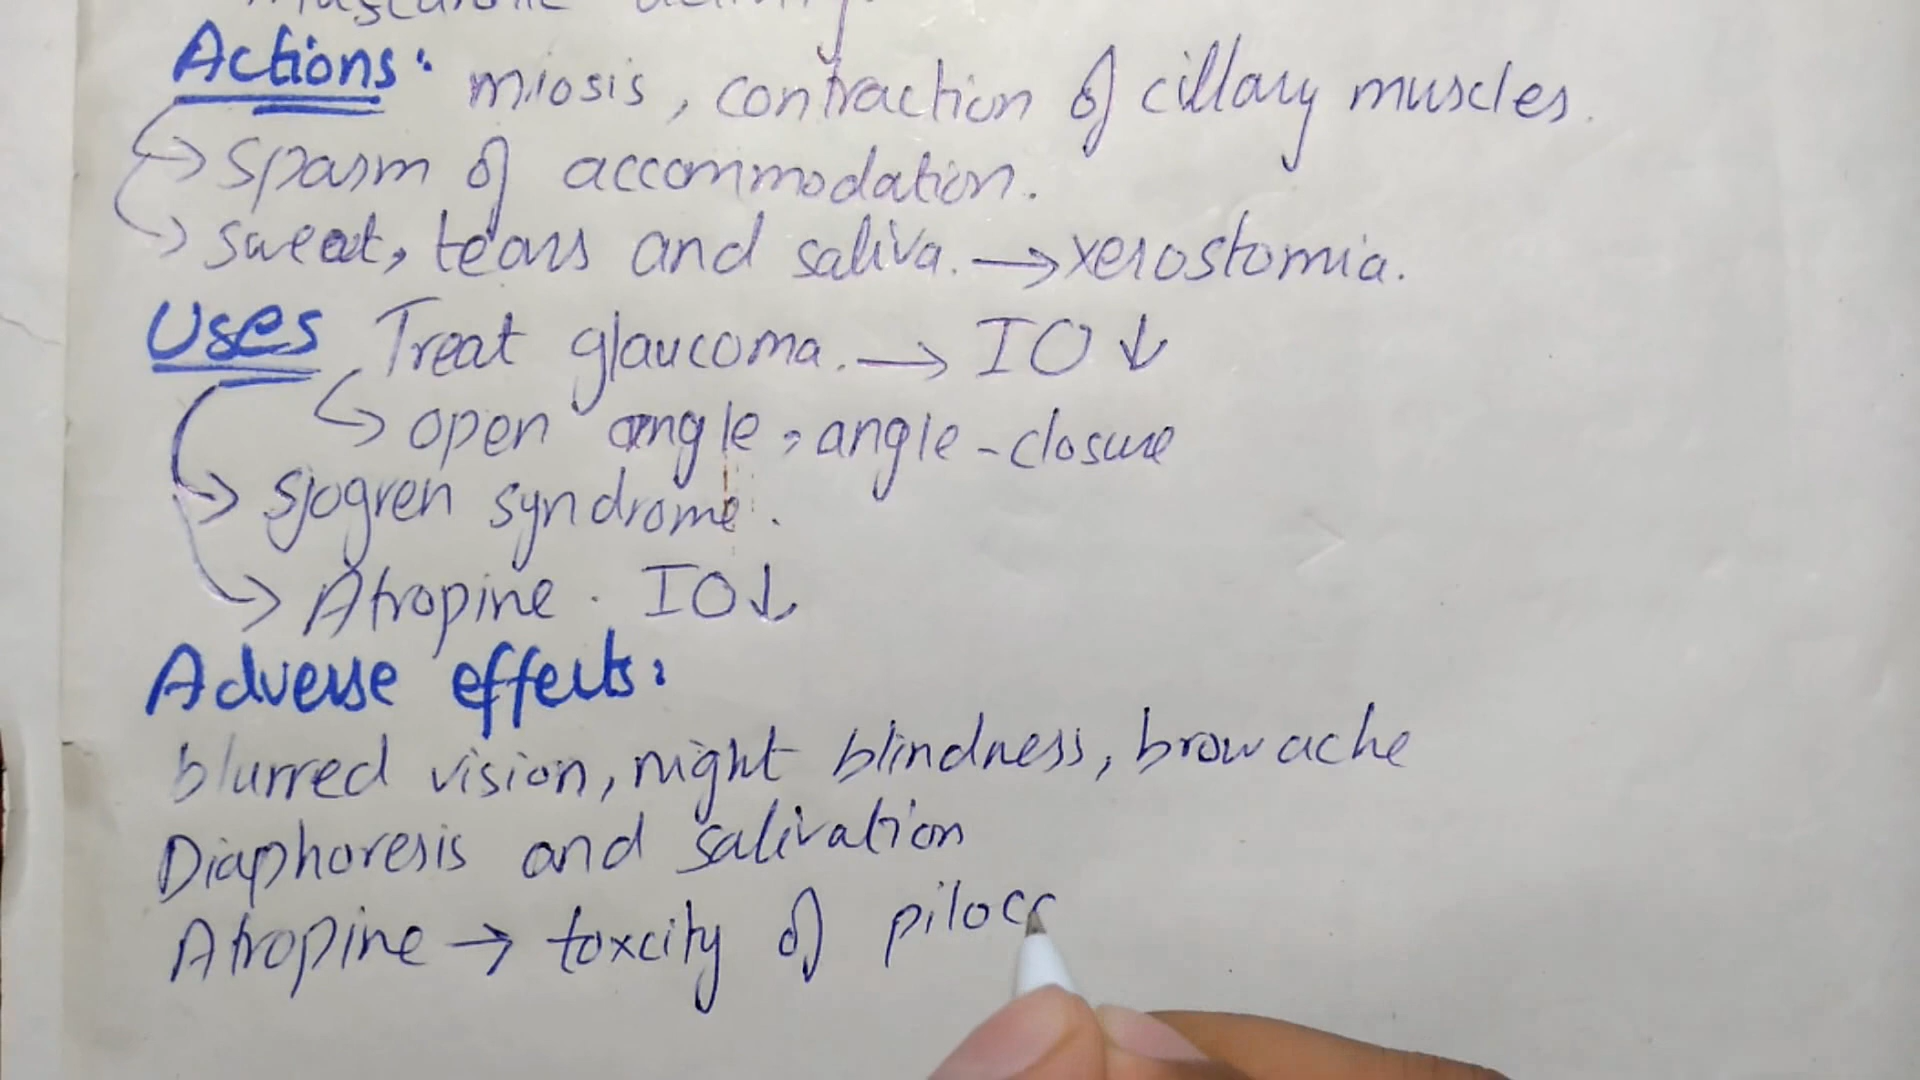 Actions: miosis, contraction of cillary muscles.
→ spasm of accommodation.
→ sweat, tears and saliva. → xerostomia.
Uses Treat glaucoma. → IO ↓
→ open angle, angle-closure
→ Sjogren syndrome.
→ Atropine. IO↓
Adverse effects:
blurred vision, night blindness, brow ache
Diaphoresis and salivation
Atropine → toxcity of piloc